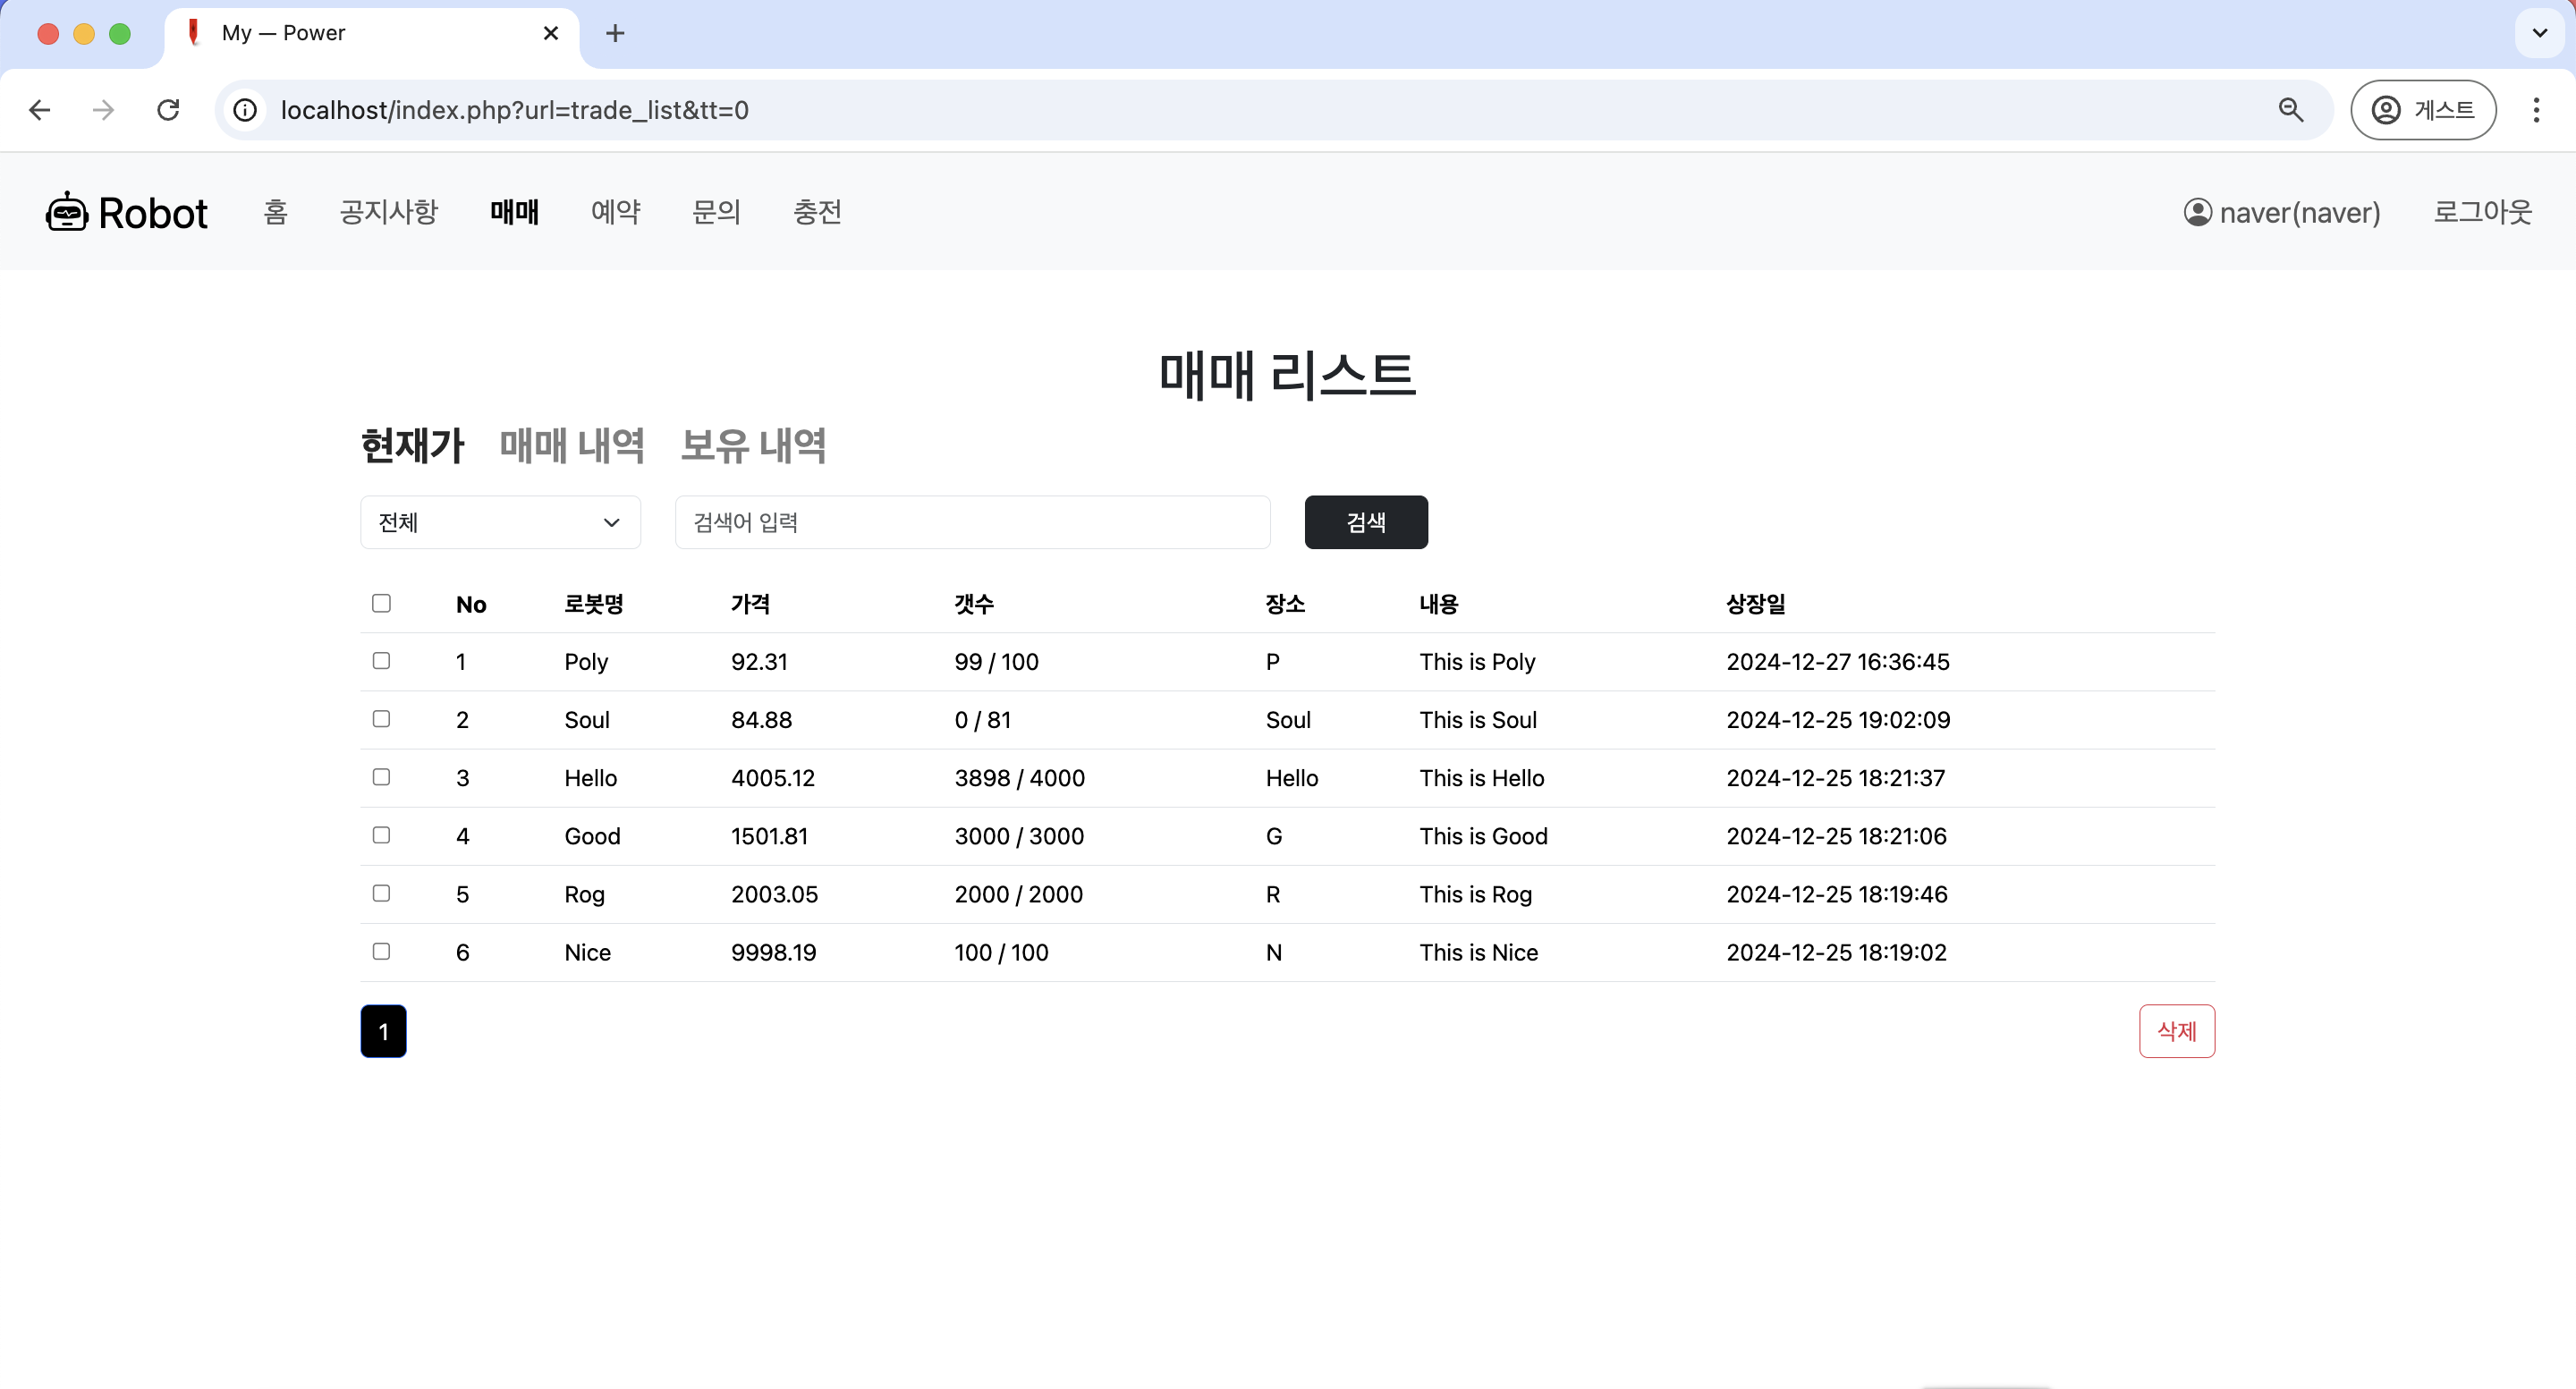 My — Power
localhost/index.php?url=trade_list&tt=0
게스트
Robot 홈 공지사항 매매 예약 문의 충전 naver(naver) 로그아웃
매매 리스트
현재가 매매 내역 보유 내역
전체 검색어 입력 검색
No 로봇명 가격 갯수 장소 내용 상장일
1 Poly 92.31 99 / 100 P This is Poly 2024-12-27 16:36:45
2 Soul 84.88 0 / 81 Soul This is Soul 2024-12-25 19:02:09
3 Hello 4005.12 3898 / 4000 Hello This is Hello 2024-12-25 18:21:37
4 Good 1501.81 3000 / 3000 G This is Good 2024-12-25 18:21:06
5 Rog 2003.05 2000 / 2000 R This is Rog 2024-12-25 18:19:46
6 Nice 9998.19 100 / 100 N This is Nice 2024-12-25 18:19:02
1 삭제